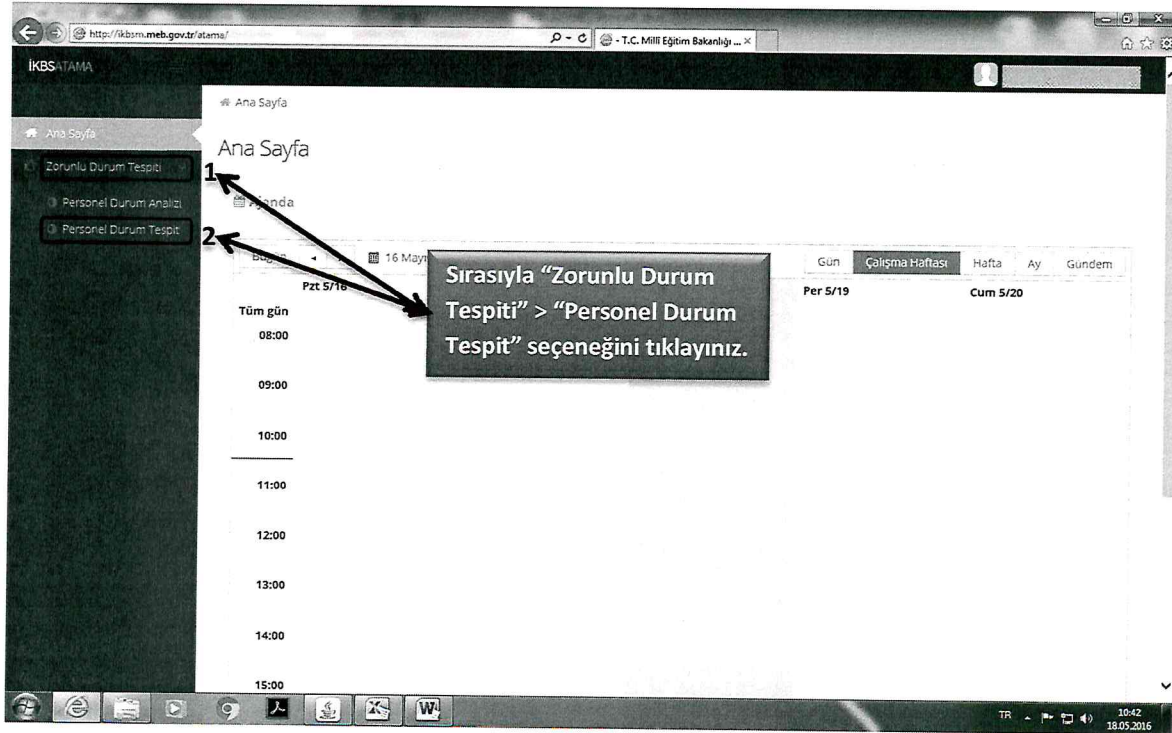 http://ikbsm.meb.gov.tr/atama/
- T.C. Millî Eğitim Bakanlığı ... ×
İKBSATAMA
Ana Sayfa
Ana Sayfa
Ana Sayfa
Zorunlu Durum Tespiti
1
Personel Durum Analizi
Ajanda
Personel Durum Tespit
2
Bugün
16 Mayı
Gün
Çalışma Haftası
Hafta
Ay
Gündem
Sırasıyla “Zorunlu Durum
Tespiti” > “Personel Durum
Tespit” seçeneğini tıklayınız.
Pzt 5/16
Per 5/19
Cum 5/20
Tüm gün
08:00
09:00
10:00
11:00
12:00
13:00
14:00
15:00
TR
10:42
18.05.2016